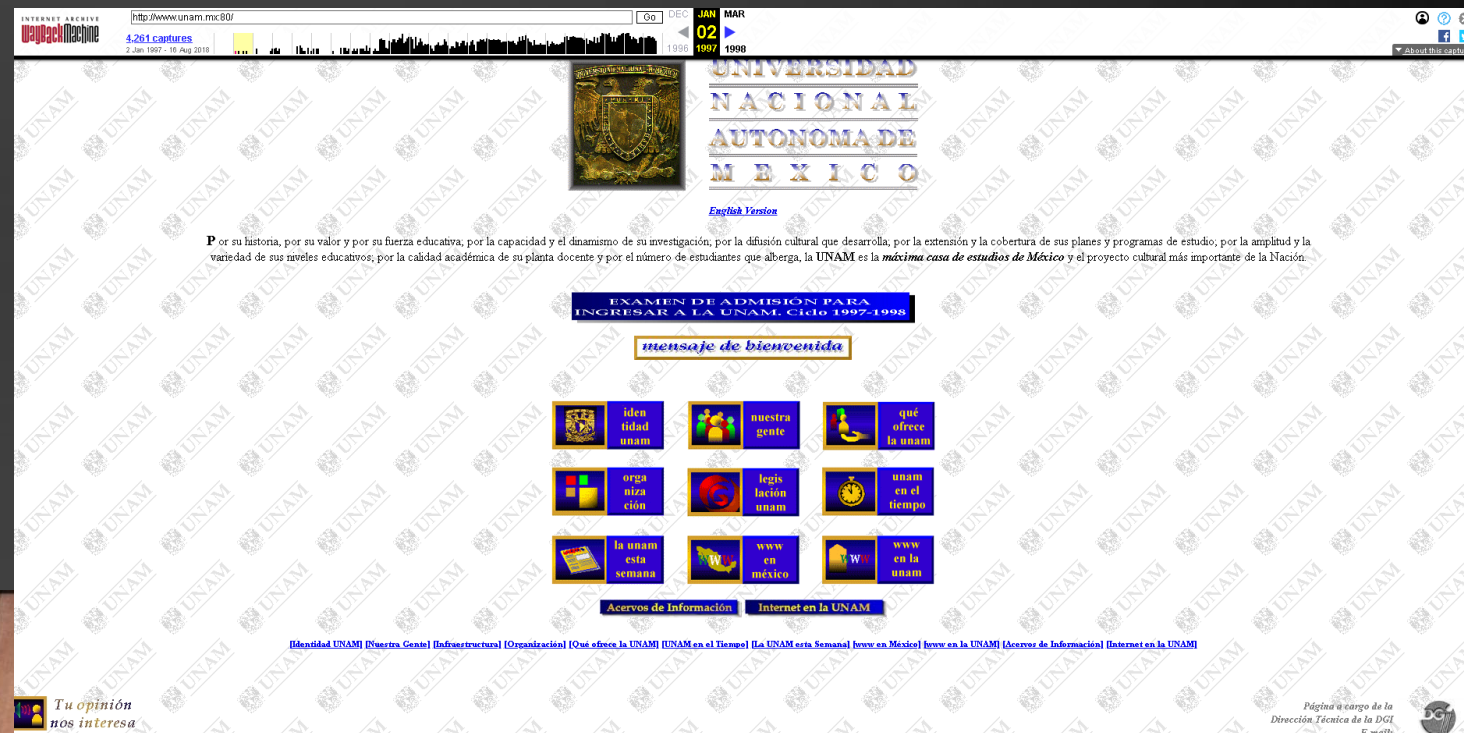 INTERNET ARCHIVE
WayBackMachine
http://www.unam.mx:80/
Go
DEC JAN MAR
02
1996 1997 1998
4,261 captures
2 Jan 1997 - 16 Aug 2018
About this captu
UNIVERSIDAD NACIONAL DE MEXICO
UNIVERSIDAD
NACIONAL
AUTONOMA DE
MEXICO
English Version
Por su historia, por su valor y por su fuerza educativa; por la capacidad y el dinamismo de su investigación; por la difusión cultural que desarrolla; por la extensión y la cobertura de sus planes y programas de estudio; por la amplitud y la
variedad de sus niveles educativos; por la calidad académica de su planta docente y por el número de estudiantes que alberga, la UNAM es la máxima casa de estudios de México y el proyecto cultural más importante de la Nación.
EXAMEN DE ADMISIÓN PARA
INGRESAR A LA UNAM. Ciclo 1997-1998
mensaje de bienvenida
iden
tidad
unam
nuestra
gente
qué
ofrece
la unam
orga
niza
ción
legis
lación
unam
unam
en el
tiempo
la unam
esta
semana
WWW
www
en
méxico
WWW
www
en la
unam
Acervos de Información
Internet en la UNAM
[Identidad UNAM] [Nuestra Gente] [Infraestructura] [Organización] [Qué ofrece la UNAM] [UNAM en el Tiempo] [La UNAM esta Semana] [www en México] [www en la UNAM] [Acervos de Información] [Internet en la UNAM]
Tu opinión
nos interesa
Página a cargo de la
Dirección Técnica de la DGI
E-mail:
DGI
UNAM